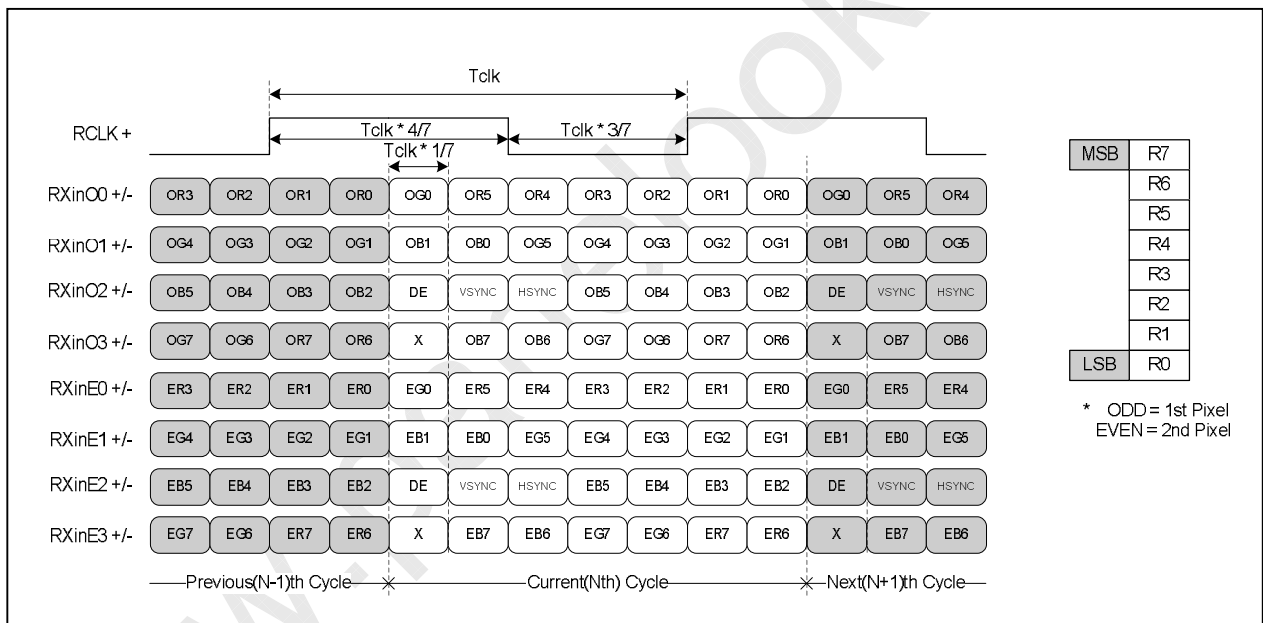 Tclk
RCLK +
Tclk * 4/7
Tclk * 3/7
Tclk * 1/7
RXinO0 +/- OR3 OR2 OR1 OR0 OG0 OR5 OR4 OR3 OR2 OR1 OR0 OG0 OR5 OR4
RXinO1 +/- OG4 OG3 OG2 OG1 OB1 OB0 OG5 OG4 OG3 OG2 OG1 OB1 OB0 OG5
RXinO2 +/- OB5 OB4 OB3 OB2 DE VSYNC HSYNC OB5 OB4 OB3 OB2 DE VSYNC HSYNC
RXinO3 +/- OG7 OG6 OR7 OR6 X OB7 OB6 OG7 OG6 OR7 OR6 X OB7 OB6
RXinE0 +/- ER3 ER2 ER1 ER0 EG0 ER5 ER4 ER3 ER2 ER1 ER0 EG0 ER5 ER4
RXinE1 +/- EG4 EG3 EG2 EG1 EB1 EB0 EG5 EG4 EG3 EG2 EG1 EB1 EB0 EG5
RXinE2 +/- EB5 EB4 EB3 EB2 DE VSYNC HSYNC EB5 EB4 EB3 EB2 DE VSYNC HSYNC
RXinE3 +/- EG7 EG6 ER7 ER6 X EB7 EB6 EG7 EG6 ER7 ER6 X EB7 EB6
Previous(N-1)th Cycle Current(Nth) Cycle Next(N+1)th Cycle
MSB R7
R6
R5
R4
R3
R2
R1
LSB R0
* ODD = 1st Pixel
EVEN = 2nd Pixel